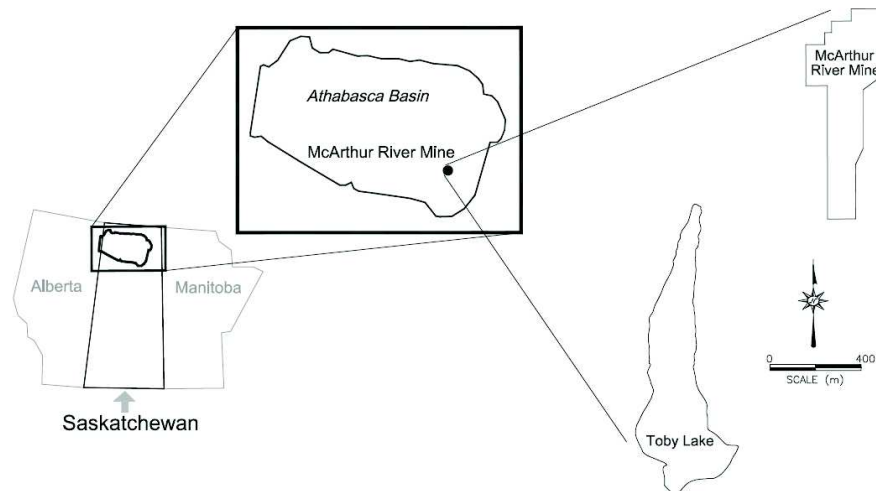 Athabasca Basin
McArthur River Mine
McArthur
River Mine
Alberta
Manitoba
Saskatchewan
Toby Lake
N
0
400
SCALE (m)